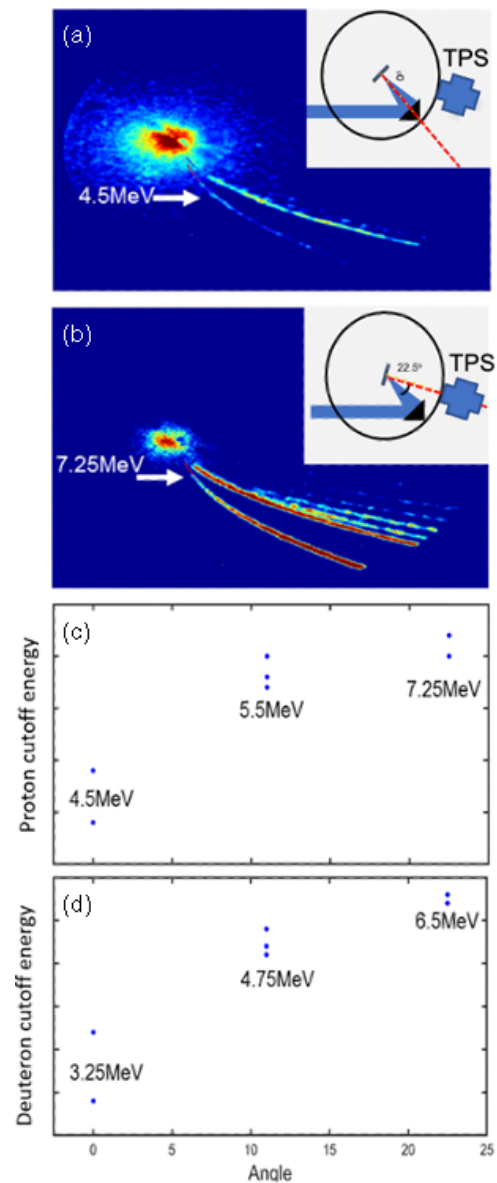 (a)
TPS
δ
4.5MeV
(b)
TPS
22.5°
7.25MeV
(c)
Proton cutoff energy
4.5MeV
5.5MeV
7.25MeV
(d)
Deuteron cutoff energy
3.25MeV
4.75MeV
6.5MeV
0 5 10 15 20 25
Angle